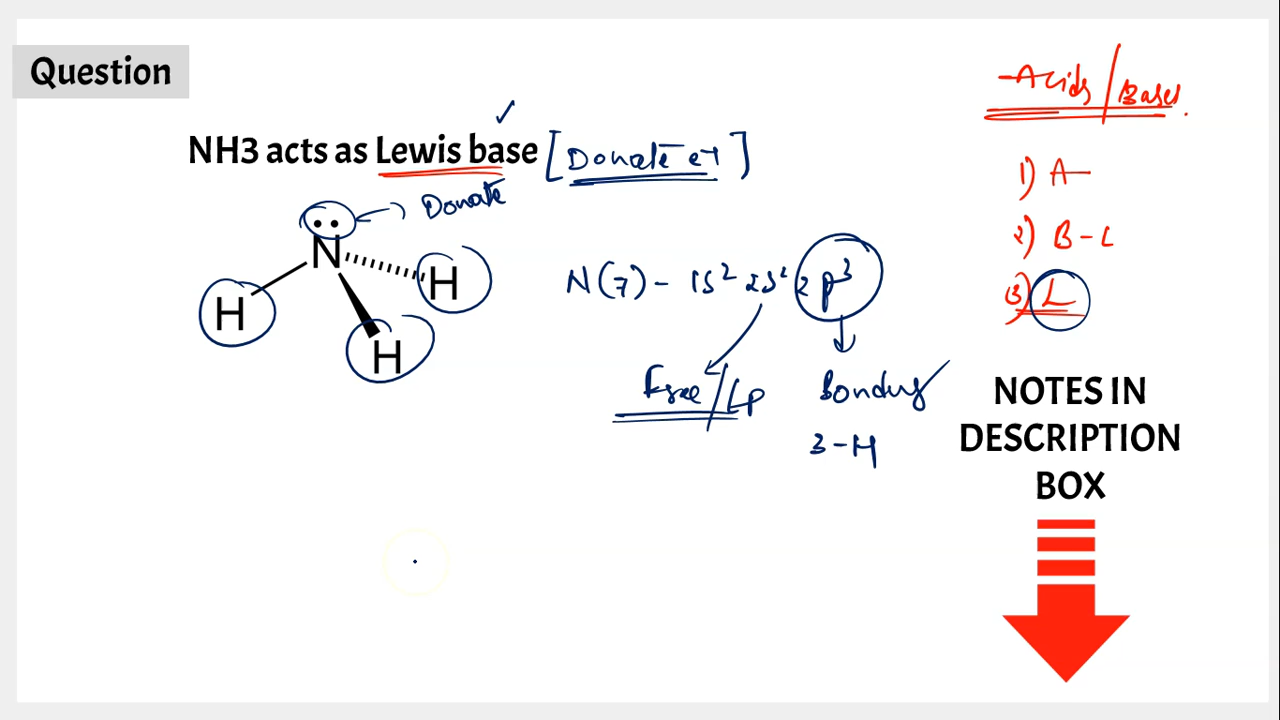 Question
NH3 acts as Lewis base [Donate e-]
Donate
N
H
H
H
N(7) - 1s² 2s² 2p³
Free/LP
Bonding
3-H
Acids/Bases
1) A
2) B-L
3) L
NOTES IN
DESCRIPTION
BOX